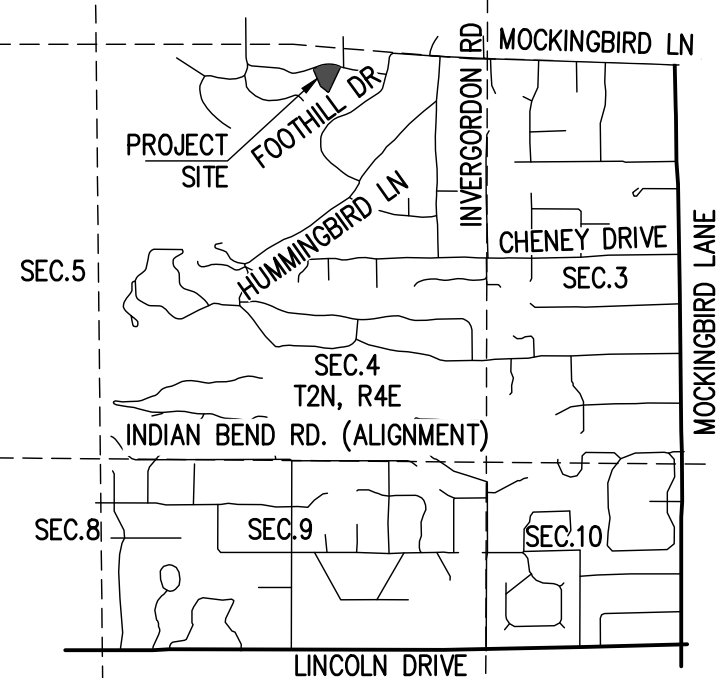 MOCKINGBIRD LN
INVERGORDON RD
FOOTHILL DR
PROJECT
SITE
HUMMINGBIRD LN
CHENEY DRIVE
MOCKINGBIRD LANE
SEC.5
SEC.3
SEC.4
T2N, R4E
INDIAN BEND RD. (ALIGNMENT)
SEC.8
SEC.9
SEC.10
LINCOLN DRIVE